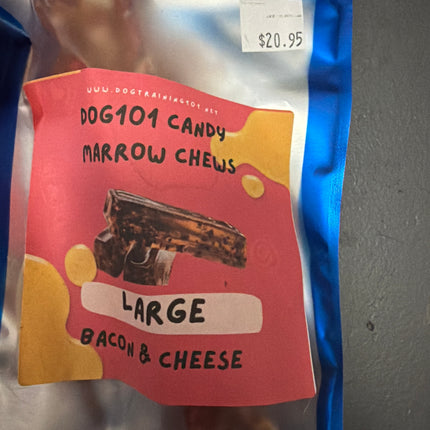 $20.95
WWW.DOGTRAINING101.NET
DOG101 CANDY
MARROW CHEWS
LARGE
BACON & CHEESE